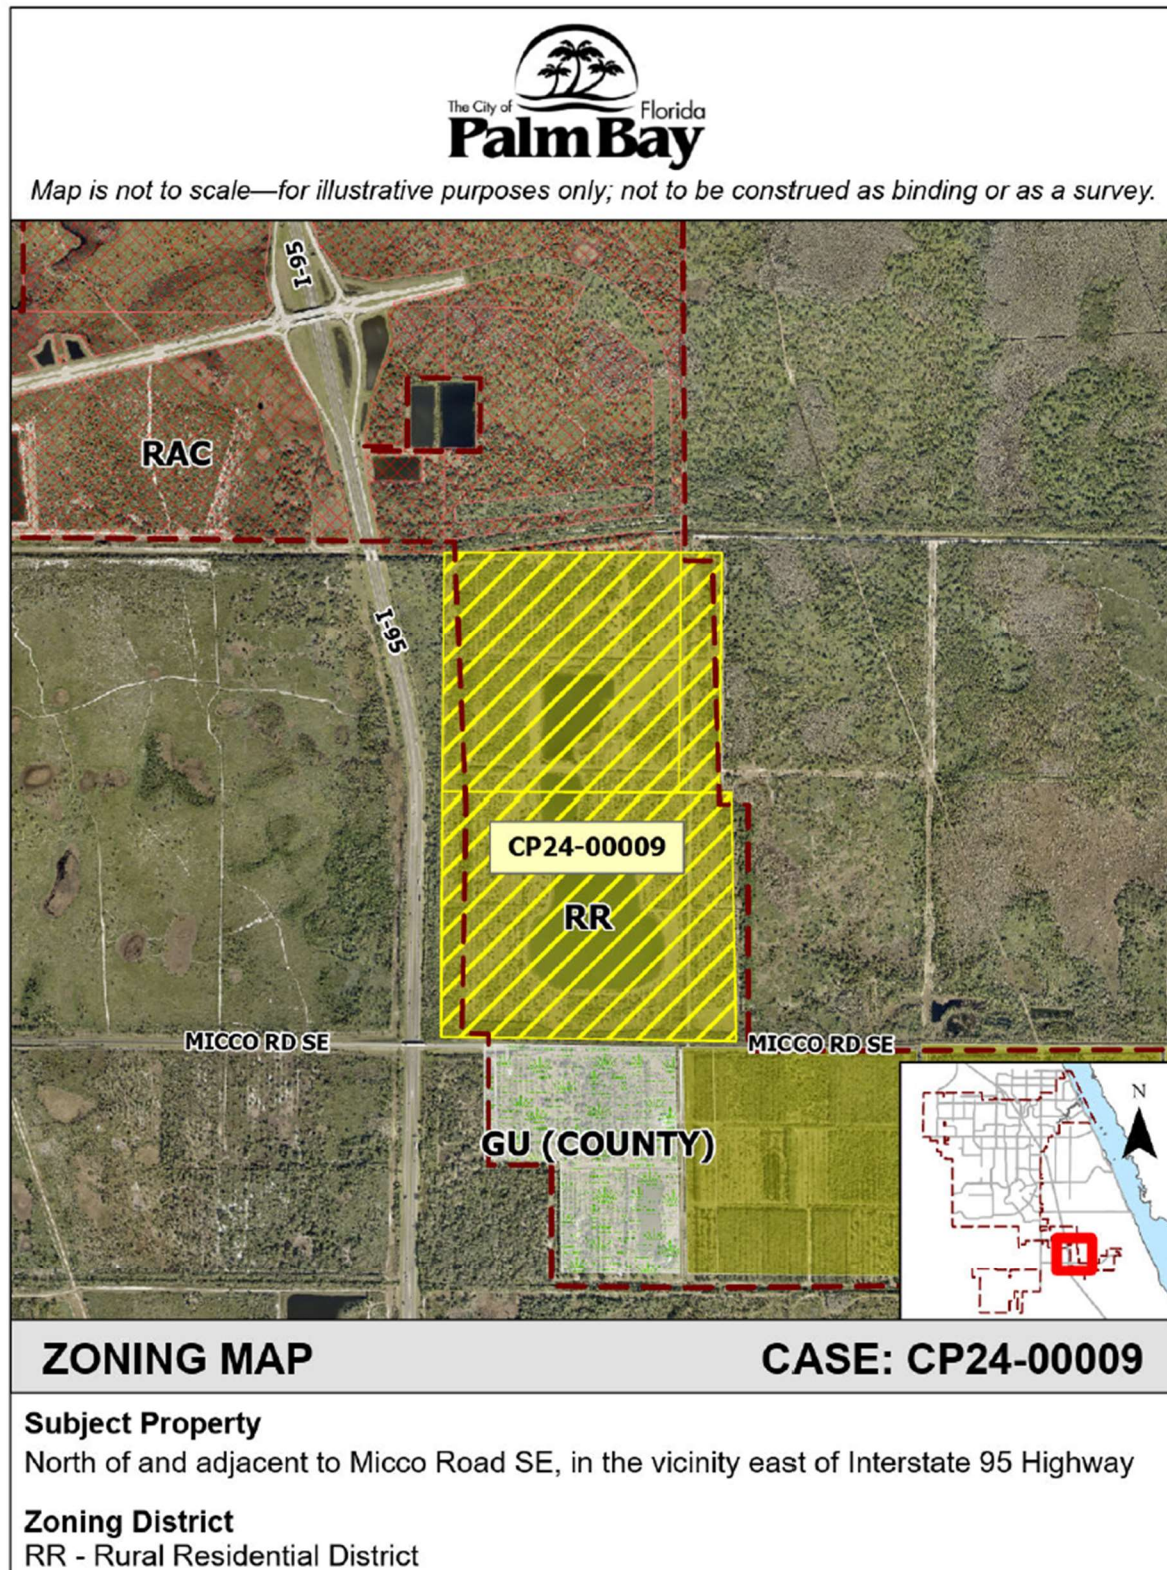 The City of Florida
Palm Bay
Map is not to scale—for illustrative purposes only; not to be construed as binding or as a survey.
I-95
RAC
I-95
CP24-00009
RR
MICCO RD SE
MICCO RD SE
GU (COUNTY)
N
ZONING MAP CASE: CP24-00009
Subject Property
North of and adjacent to Micco Road SE, in the vicinity east of Interstate 95 Highway
Zoning District
RR - Rural Residential District